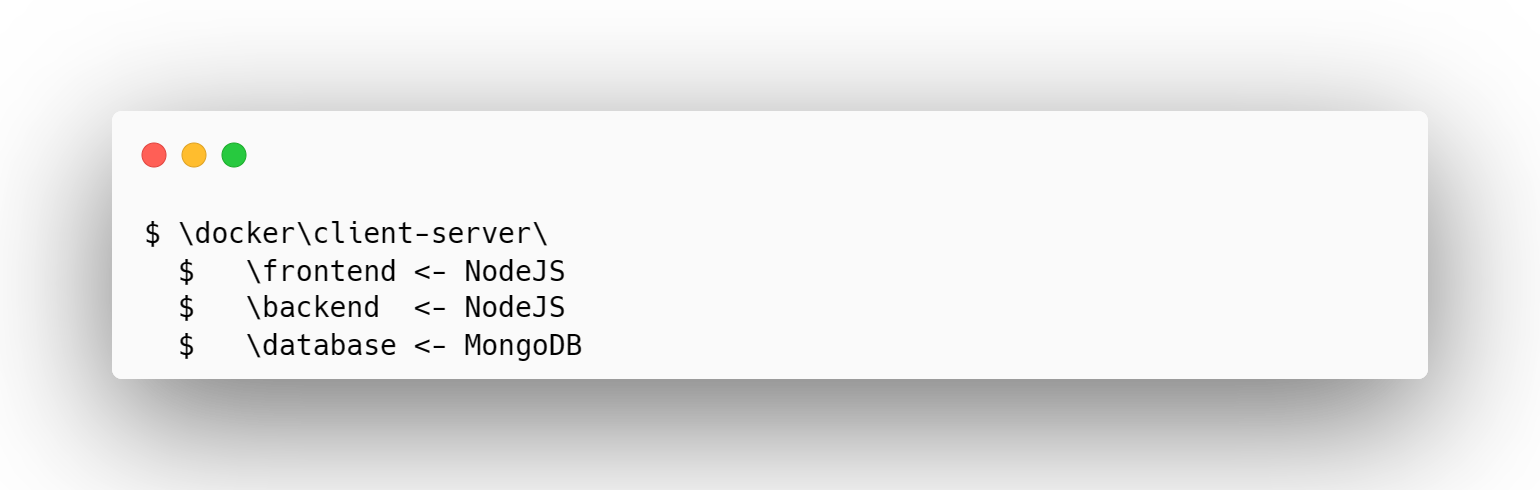 $ \docker\client-server\
  $   \frontend <- NodeJS
  $   \backend  <- NodeJS
  $   \database <- MongoDB